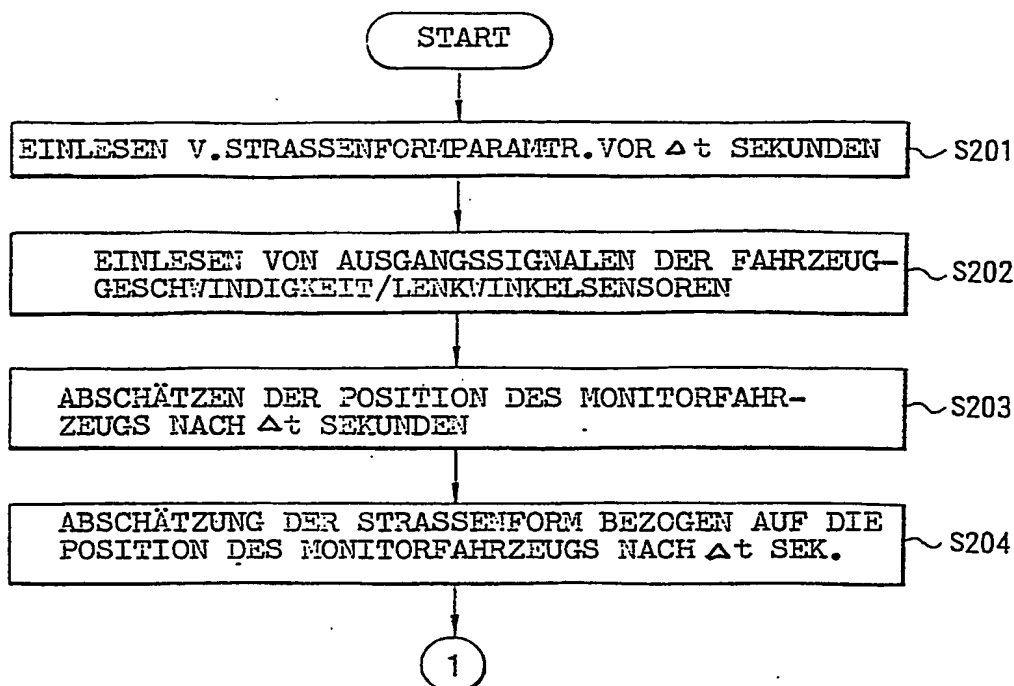 START
EINLESEN V.STRASSENFORMPARAMTR.VOR Δt SEKUNDEN
S201
EINLESEN VON AUSGANGSSIGNALEN DER FAHRZEUG-
GESCHWINDIGKEIT/LENKWINKELSENSOREN
S202
ABSCHÄTZEN DER POSITION DES MONITORFAHR-
ZEUGS NACH Δt SEKUNDEN
S203
ABSCHÄTZUNG DER STRASSENFORM BEZOGEN AUF DIE
POSITION DES MONITORFAHRZEUGS NACH Δt SEK.
S204
1